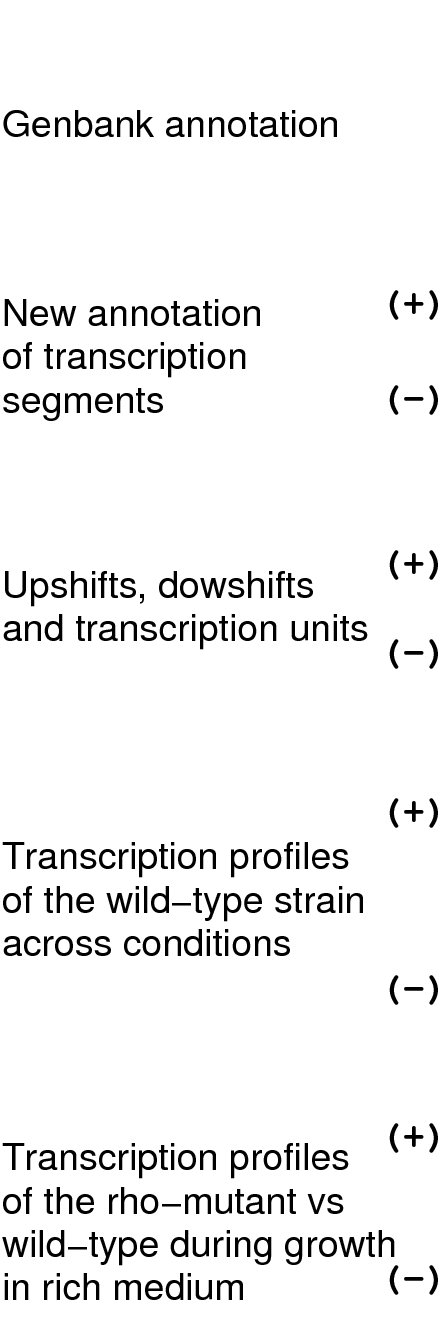 Genbank annotation
New annotation (+)
of transcription
segments (−)
Upshifts, dowshifts (+)
and transcription units (−)
(+)
Transcription profiles
of the wild−type strain
across conditions
(−)
Transcription profiles (+)
of the rho−mutant vs
wild−type during growth
in rich medium (−)